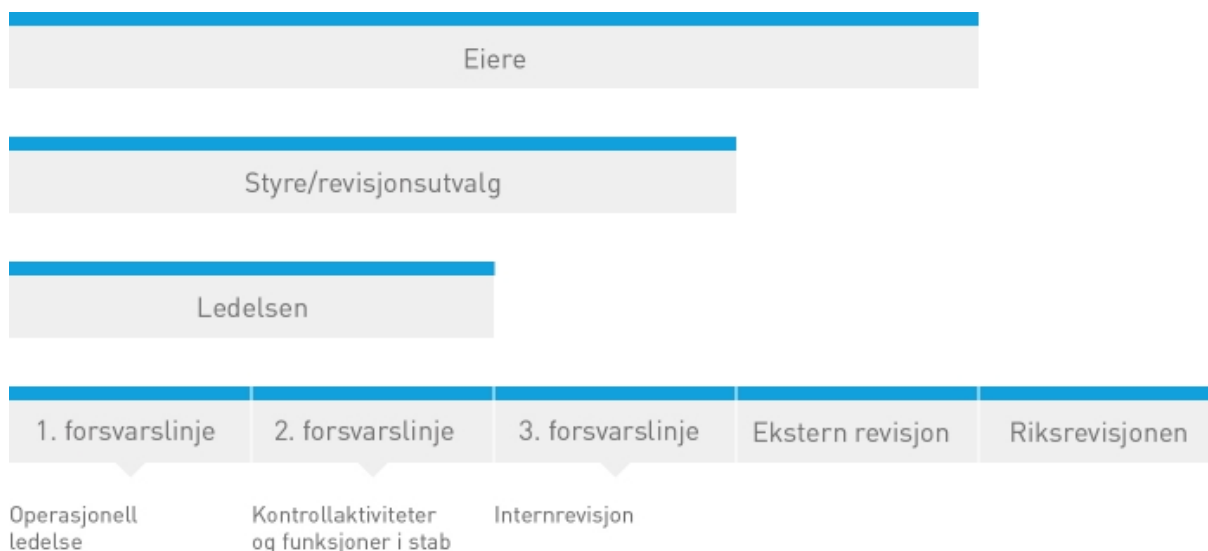 Eiere
Styre/revisjonsutvalg
Ledelsen
1. forsvarslinje
2. forsvarslinje
3. forsvarslinje
Ekstern revisjon
Riksrevisjonen
Operasjonell
ledelse
Kontrollaktiviteter
og funksjoner i stab
Internrevisjon